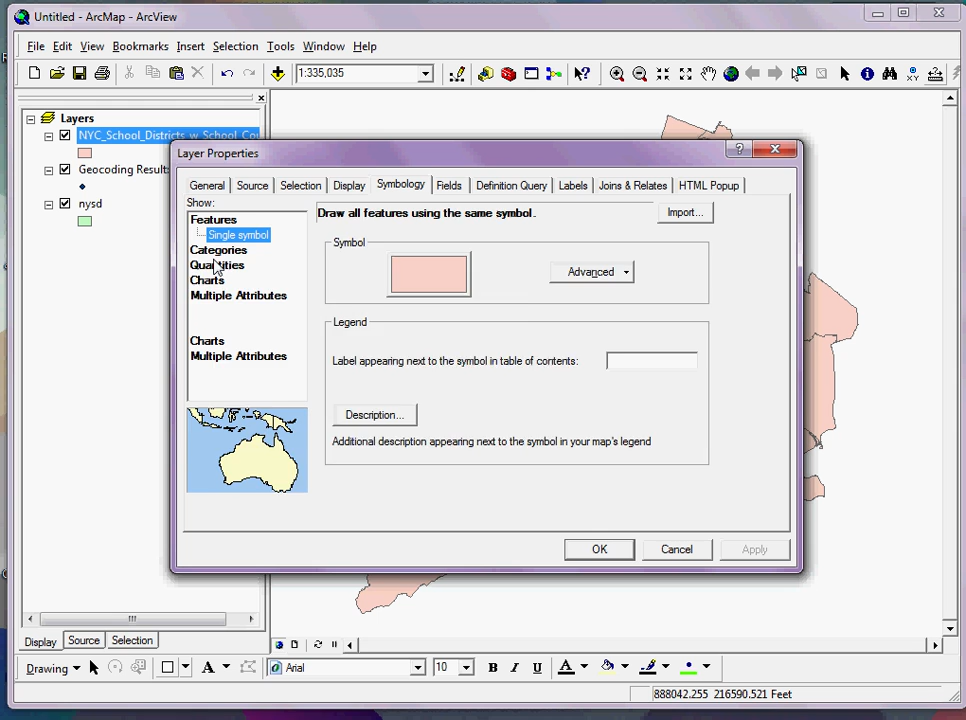 Untitled - ArcMap - ArcView
File Edit View Bookmarks Insert Selection Tools Window Help
1:335,035
Layers
NYC_School_Districts_w_School_Co
Geocoding Result
nysd
Layer Properties
General Source Selection Display Symbology Fields Definition Query Labels Joins & Relates HTML Popup
Show:
Features
Single symbol
Categories
Quantities
Charts
Multiple Attributes
Charts
Multiple Attributes
Draw all features using the same symbol.
Import...
Symbol
Advanced
Legend
Label appearing next to the symbol in table of contents:
Description...
Additional description appearing next to the symbol in your map's legend
OK Cancel Apply
Display Source Selection
Drawing A Arial 10 B I U A
888042.255 216590.521 Feet